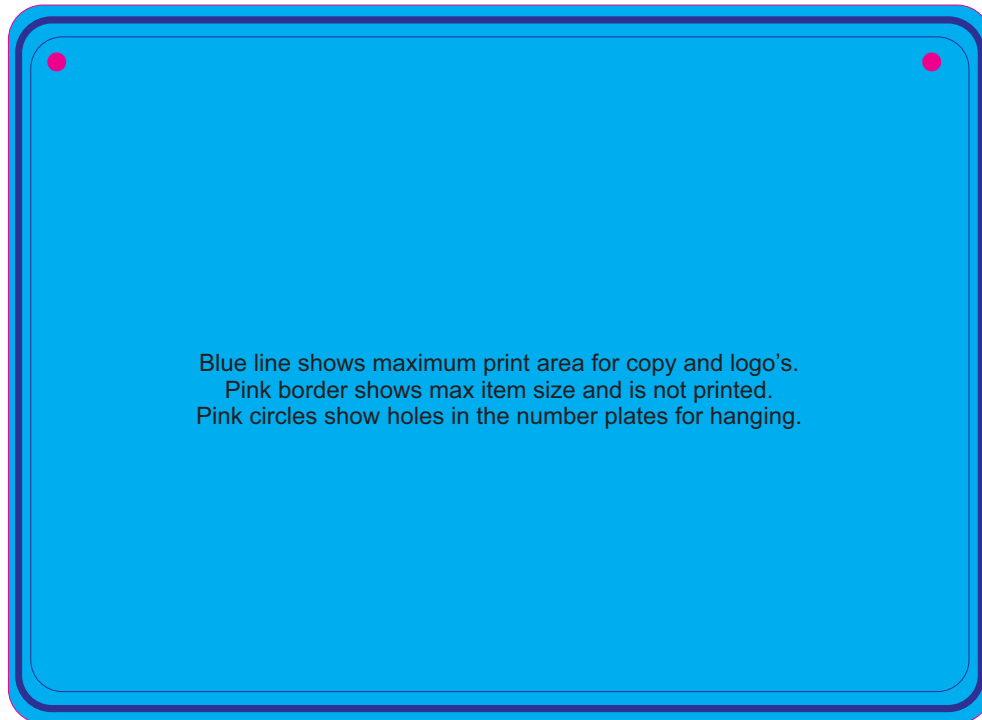 Blue line shows maximum print area for copy and logo's.
Pink border shows max item size and is not printed.
Pink circles show holes in the number plates for hanging.